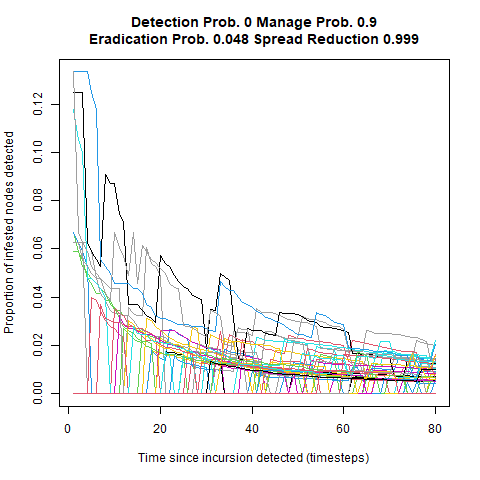 Detection Prob. 0 Manage Prob. 0.9
Eradication Prob. 0.048 Spread Reduction 0.999
Proportion of infested nodes detected
0.12
0.10
0.08
0.06
0.04
0.02
0.00
0 20 40 60 80
Time since incursion detected (timesteps)